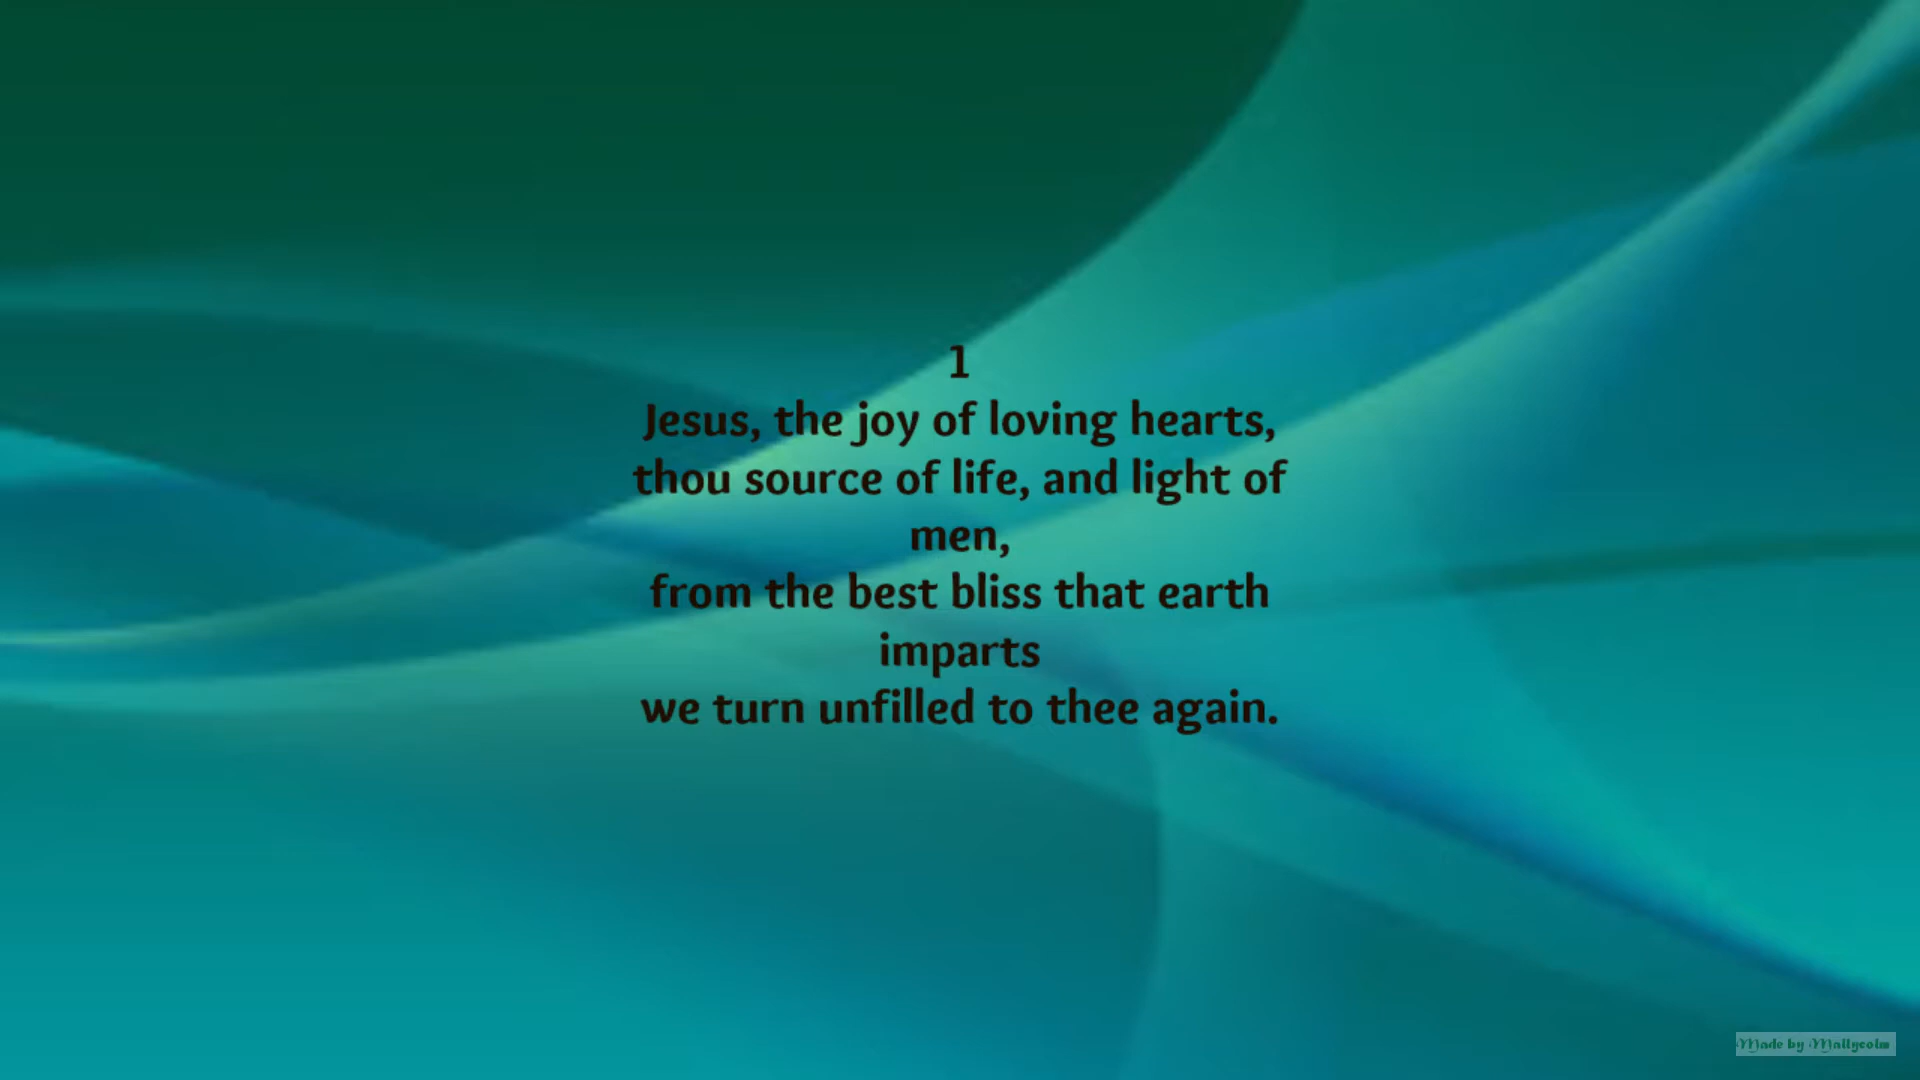 1
Jesus, the joy of loving hearts,
thou source of life, and light of
men,
from the best bliss that earth
imparts
we turn unfilled to thee again.
Made by Mallycolm